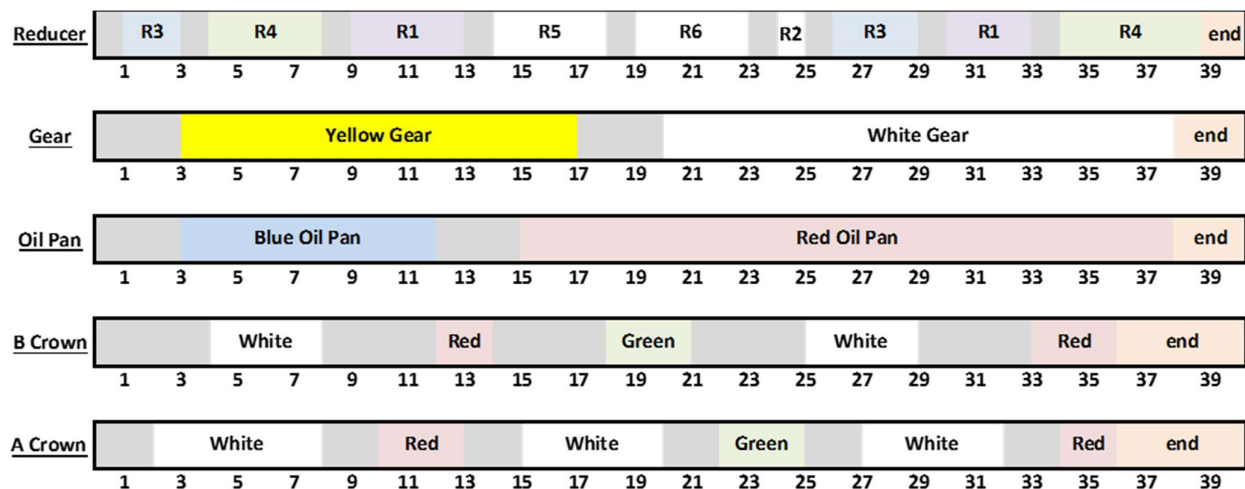 Reducer R3 R4 R1 R5 R6 R2 R3 R1 R4 end
1 3 5 7 9 11 13 15 17 19 21 23 25 27 29 31 33 35 37 39
Gear Yellow Gear White Gear end
1 3 5 7 9 11 13 15 17 19 21 23 25 27 29 31 33 35 37 39
Oil Pan Blue Oil Pan Red Oil Pan end
1 3 5 7 9 11 13 15 17 19 21 23 25 27 29 31 33 35 37 39
B Crown White Red Green White Red end
1 3 5 7 9 11 13 15 17 19 21 23 25 27 29 31 33 35 37 39
A Crown White Red White Green White Red end
1 3 5 7 9 11 13 15 17 19 21 23 25 27 29 31 33 35 37 39